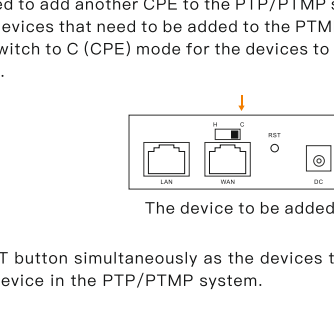 ed to add another CPE to the PTP/PTMP s
evices that need to be added to the PTM
witch to C (CPE) mode for the devices to
.
H C
RST
LAN WAN DC
The device to be added
T button simultaneously as the devices t
evice in the PTP/PTMP system.